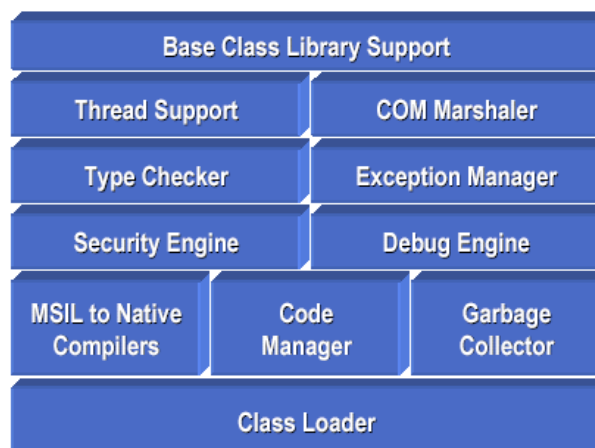 Base Class Library Support
Thread Support
COM Marshaler
Type Checker
Exception Manager
Security Engine
Debug Engine
MSIL to Native
Compilers
Code
Manager
Garbage
Collector
Class Loader